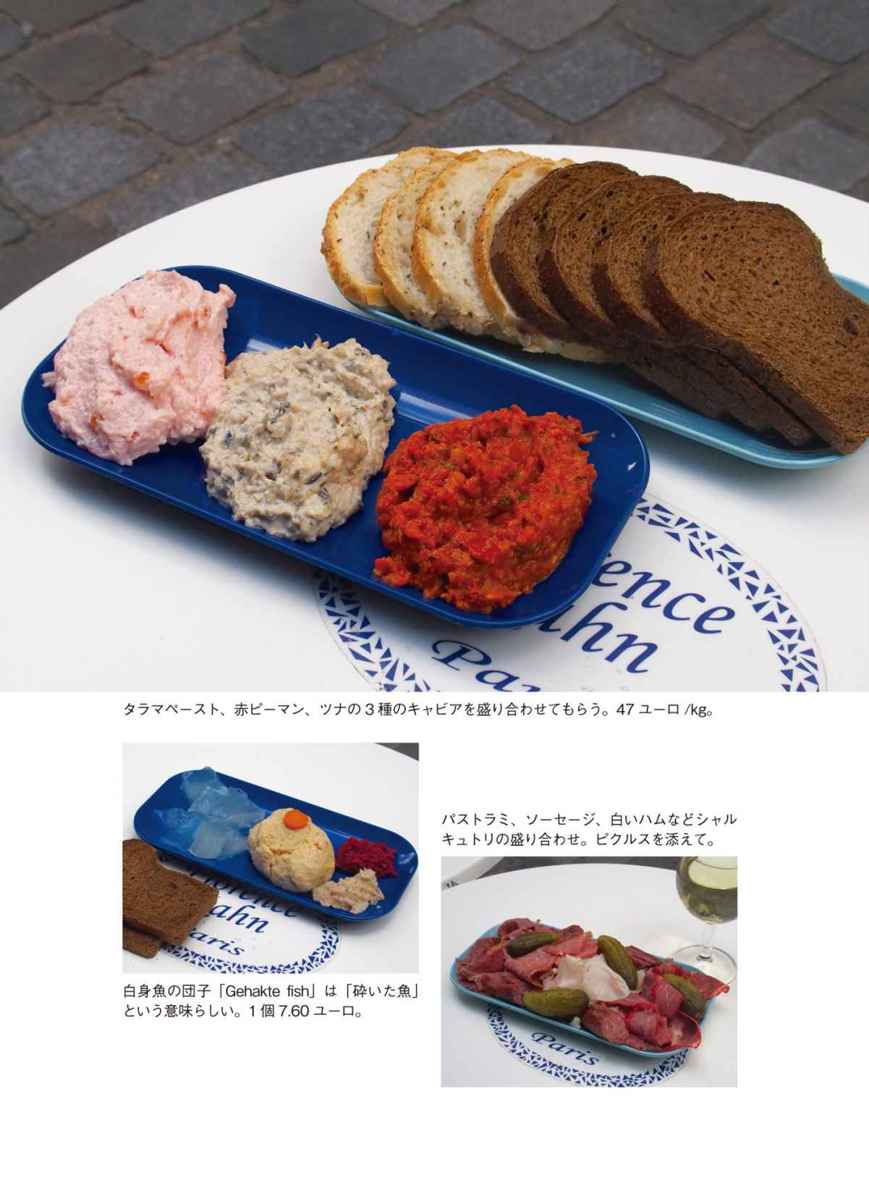 ience
ahn
Paris
タラマペースト、赤ピーマン、ツナの3種のキャビアを盛り合わせてもらう。47 ユーロ /kg。
Florence
ahn
Paris
白身魚の団子「Gehakte fish」は「砕いた魚」
という意味らしい。1個7.60 ユーロ。
パストラミ、ソーセージ、白いハムなどシャル
キュトリの盛り合わせ。ピクルスを添えて。
Paris